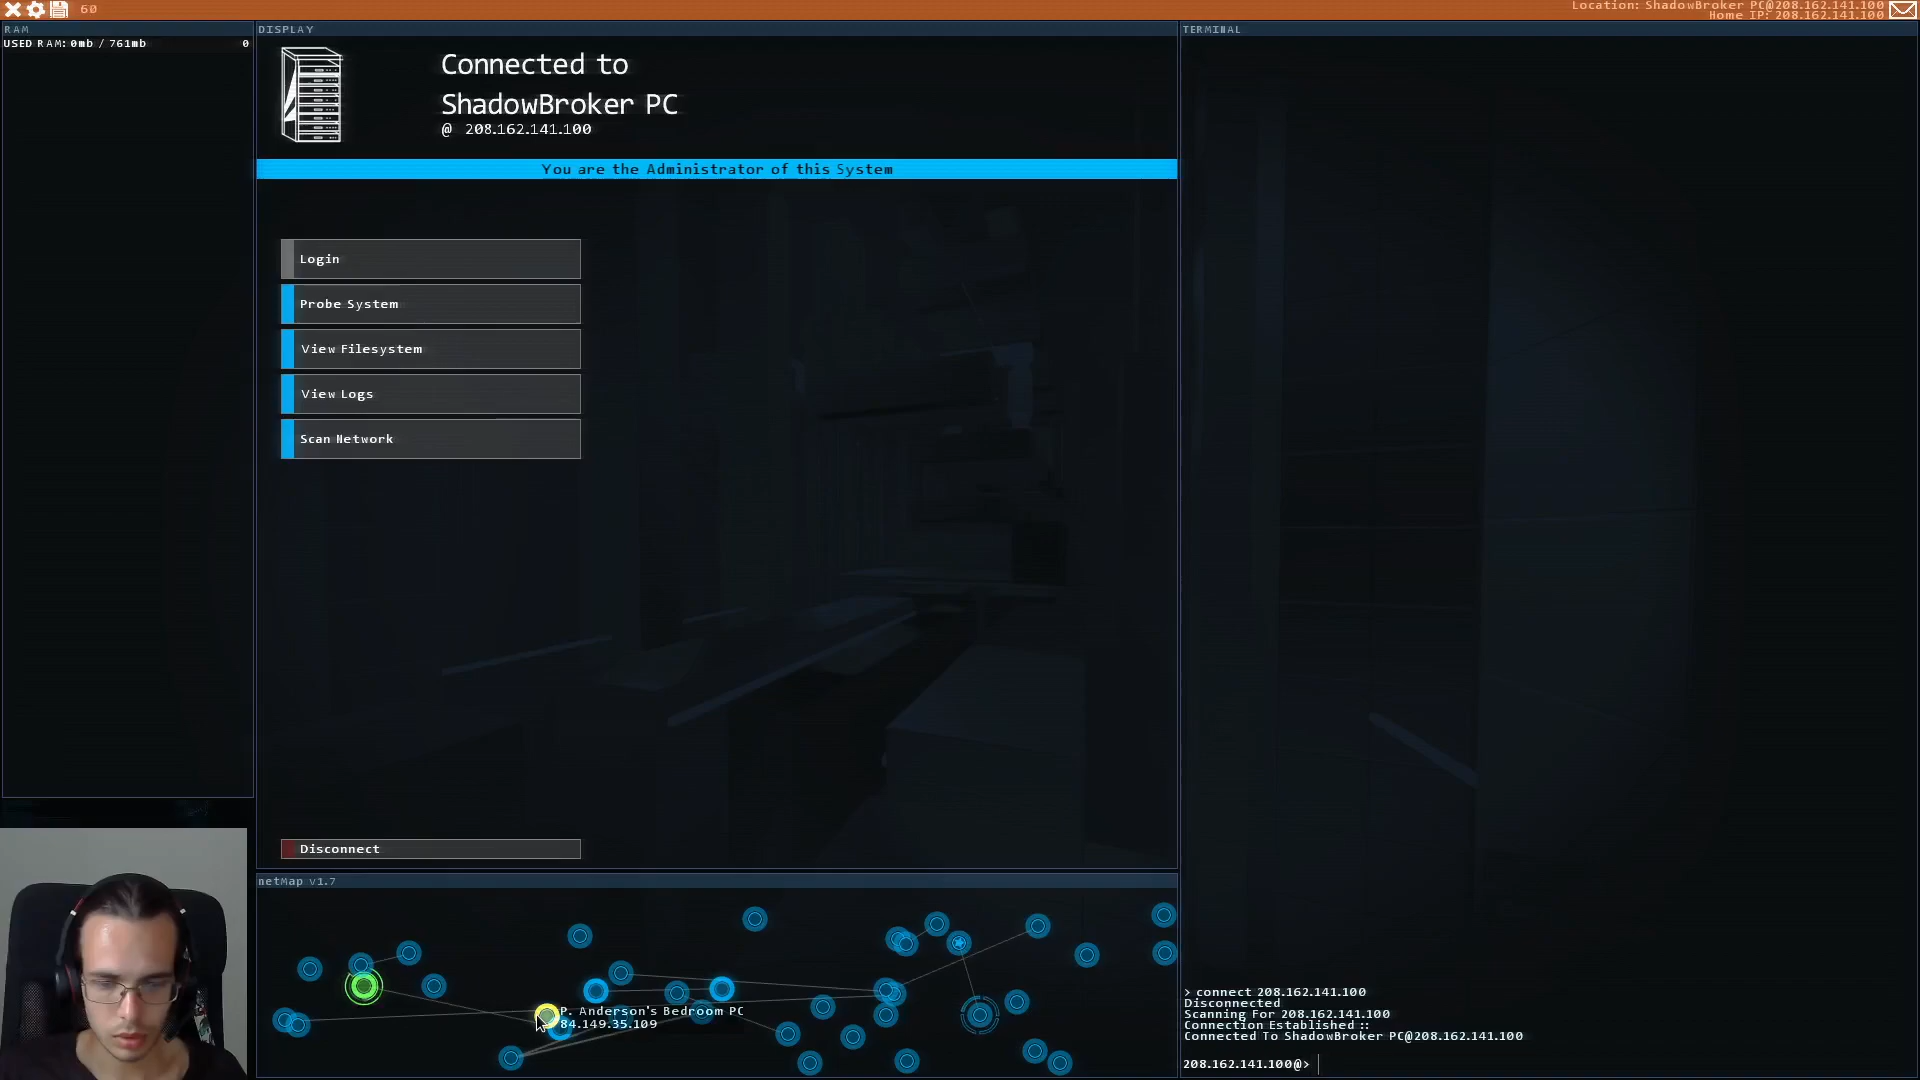 60
Location: ShadowBroker PC@208.162.141.100
Home IP: 208.162.141.100
RAM
USED RAM: 0mb / 761mb 0
DISPLAY
Connected to
ShadowBroker PC
@ 208.162.141.100
You are the Administrator of this System
Login
Probe System
View Filesystem
View Logs
Scan Network
Disconnect
netMap v1.7
P. Anderson's Bedroom PC
84.149.35.109
TERMINAL
> connect 208.162.141.100
Disconnected
Scanning For 208.162.141.100
Connection Established ::
Connected To ShadowBroker PC@208.162.141.100
208.162.141.100@>